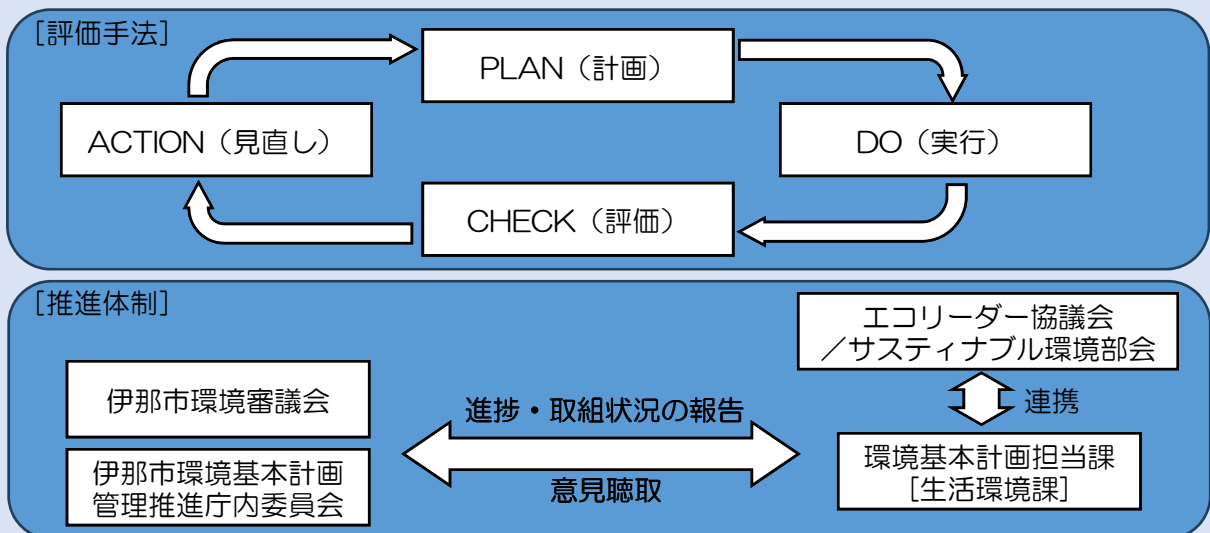 [評価手法]
PLAN（計画）
ACTION（見直し）
DO（実行）
CHECK（評価）
[推進体制]
エコリーダー協議会
／サスティナブル環境部会
伊那市環境審議会
進捗・取組状況の報告
連携
伊那市環境基本計画
管理推進庁内委員会
意見聴取
環境基本計画担当課
[生活環境課]